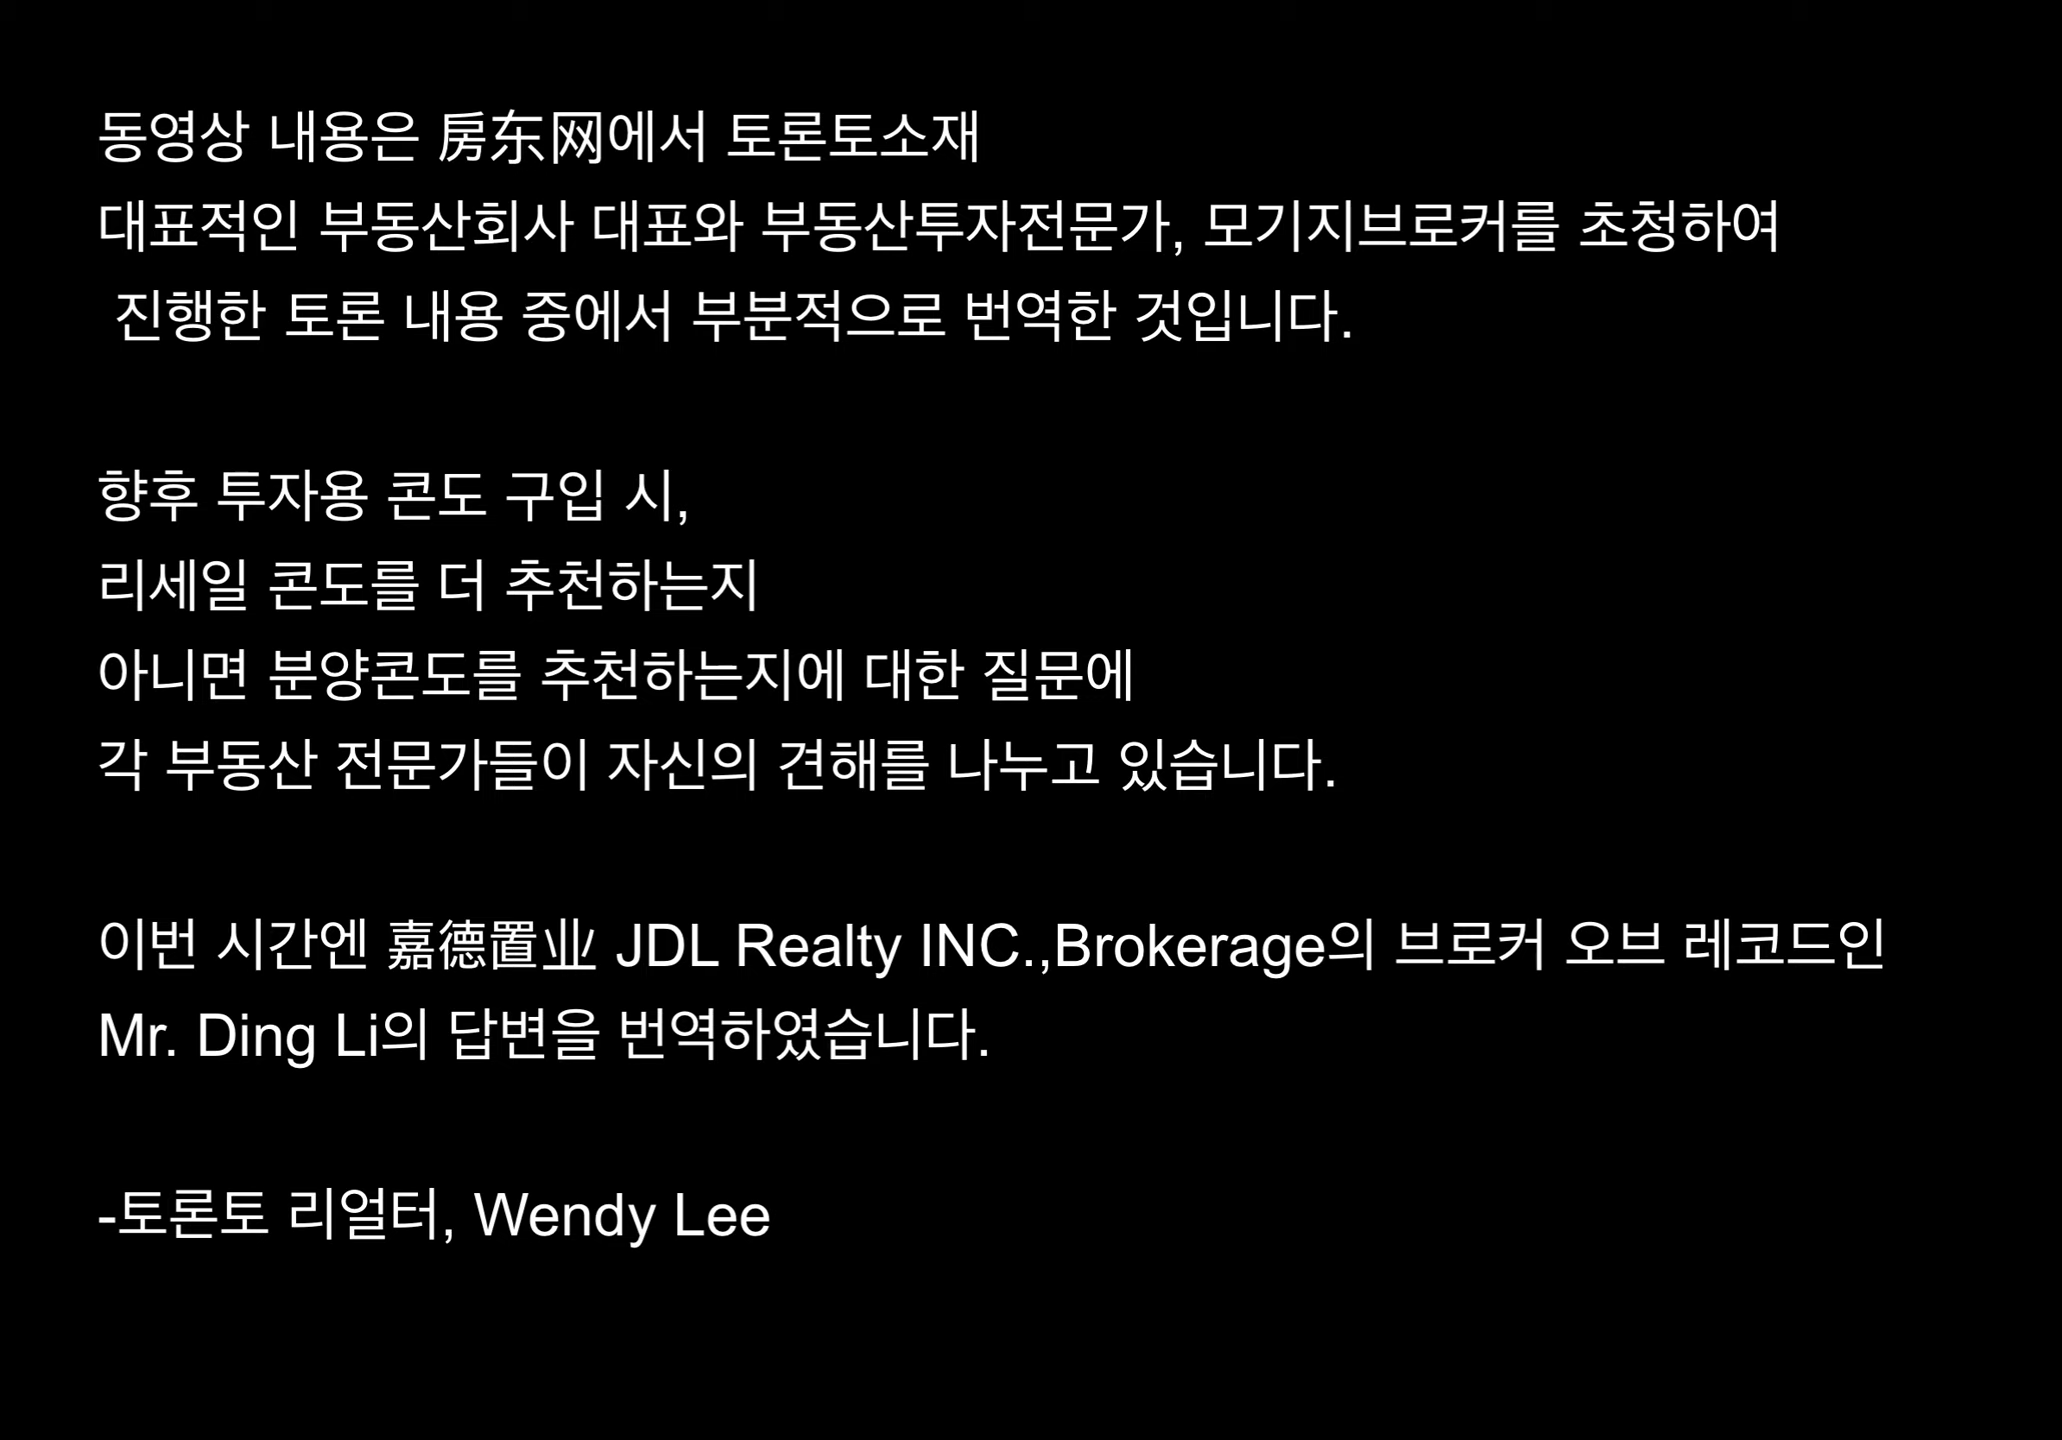 동영상 내용은 房东网에서 토론토소재
대표적인 부동산회사 대표와 부동산투자전문가, 모기지브로커를 초청하여
진행한 토론 내용 중에서 부분적으로 번역한 것입니다.
향후 투자용 콘도 구입 시,
리세일 콘도를 더 추천하는지
아니면 분양콘도를 추천하는지에 대한 질문에
각 부동산 전문가들이 자신의 견해를 나누고 있습니다.
이번 시간엔 嘉德置业 JDL Realty INC.,Brokerage의 브로커 오브 레코드인
Mr. Ding Li의 답변을 번역하였습니다.
-토론토 리얼터, Wendy Lee